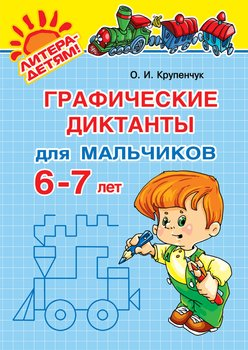 ЛИТЕРА-
ДЕТЯМ!
О. И. Крупенчук
ГРАФИЧЕСКИЕ
ДИКТАНТЫ
для МАЛЬЧИКОВ
6-7 лет